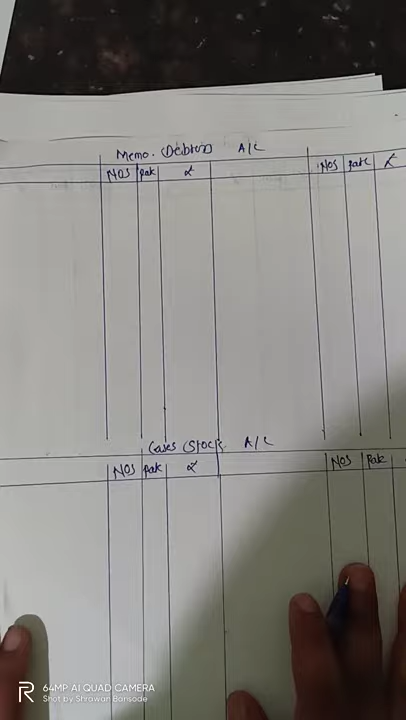 Memo. Debtors A/C
NOS Rate ₹ NOS Rate ₹
Cases Stock A/C
NOS Rate ₹ NOS Rate
64MP AI QUAD CAMERA
Shot by Shrawan Bansode